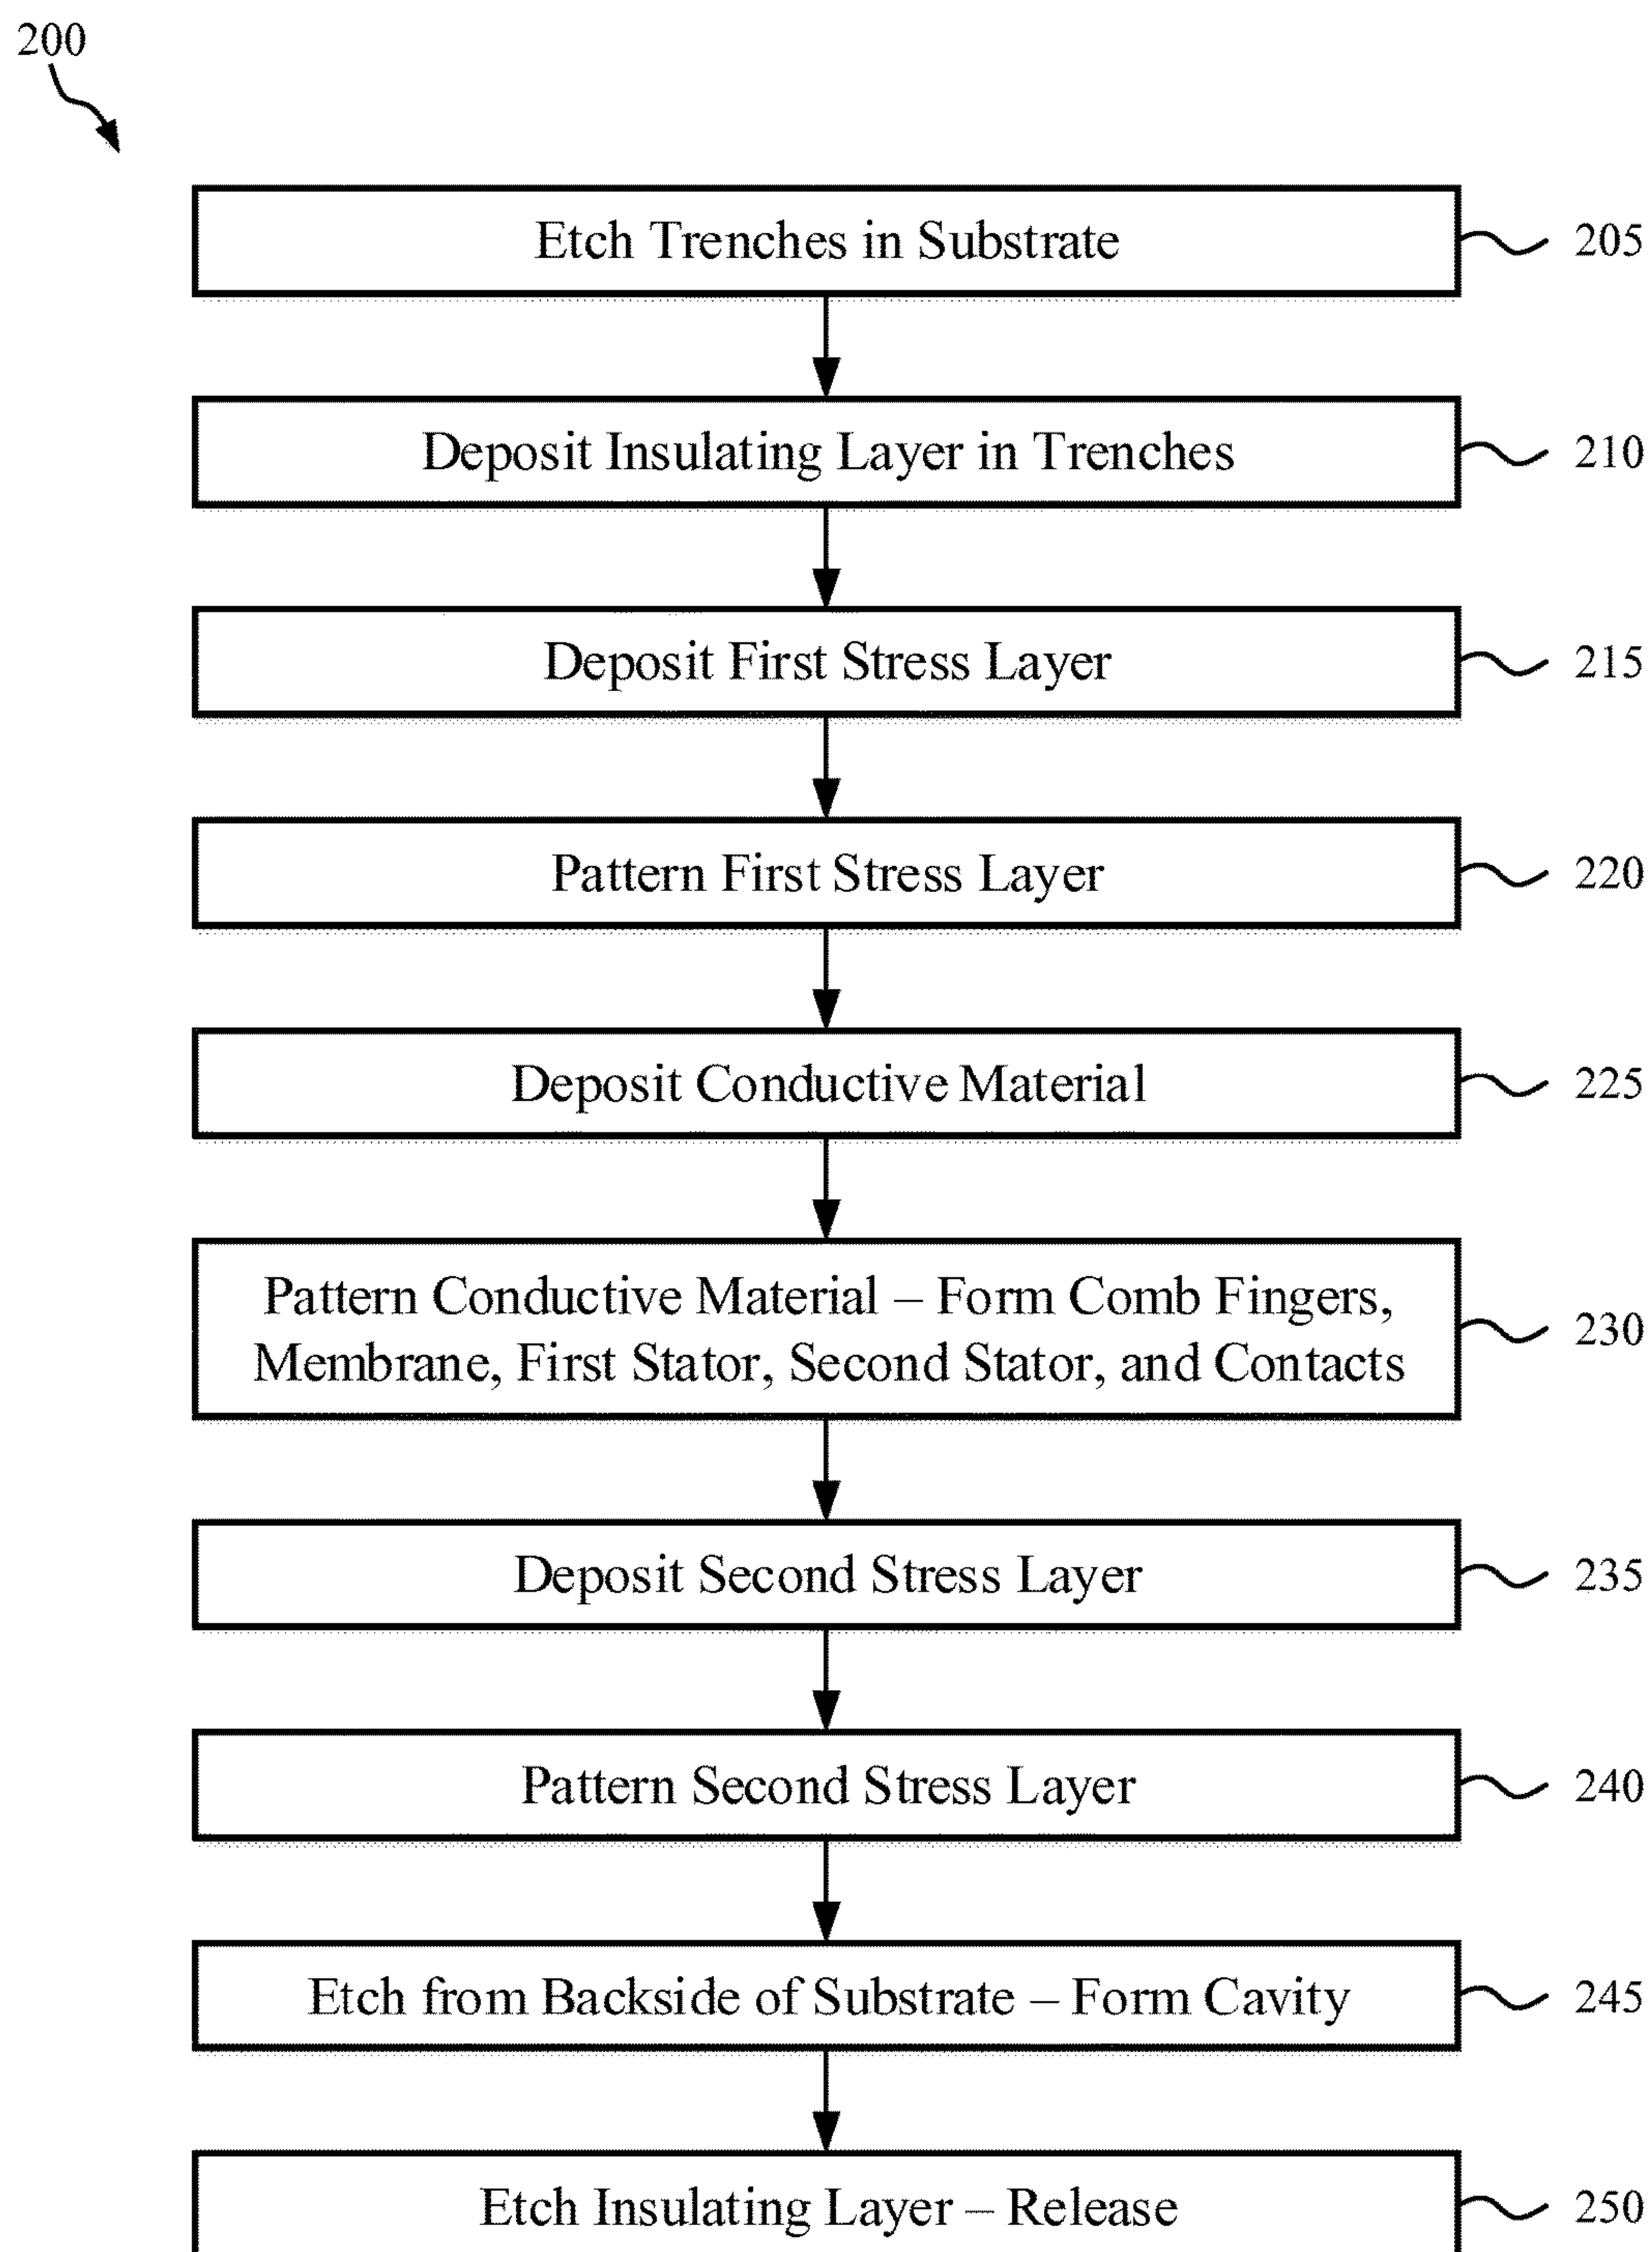 200
Etch Trenches in Substrate
205
Deposit Insulating Layer in Trenches
210
Deposit First Stress Layer
215
Pattern First Stress Layer
220
Deposit Conductive Material
225
Pattern Conductive Material – Form Comb Fingers,
Membrane, First Stator, Second Stator, and Contacts
230
Deposit Second Stress Layer
235
Pattern Second Stress Layer
240
Etch from Backside of Substrate – Form Cavity
245
Etch Insulating Layer – Release
250